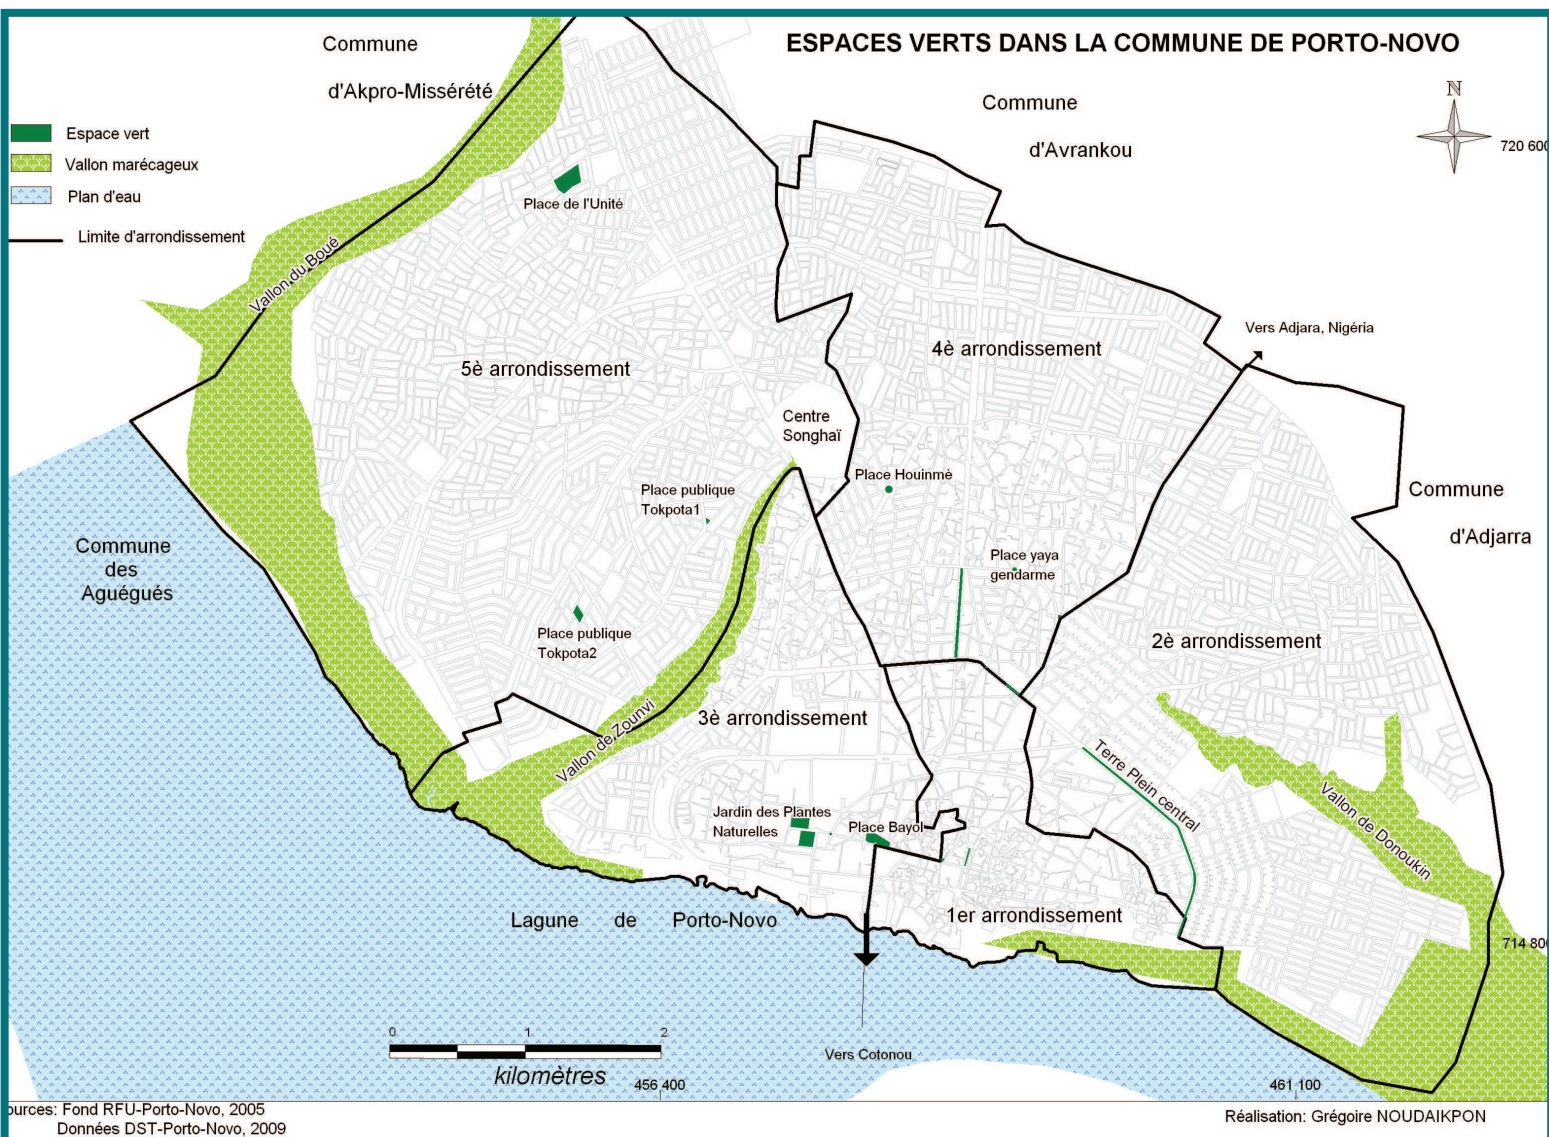 ESPACES VERTS DANS LA COMMUNE DE PORTO-NOVO
Commune
d'Akpro-Missérété
Commune
d'Avrankou
N
720 600
Espace vert
Vallon marécageux
Plan d'eau
Limite d'arrondissement
Place de l'Unité
Vallon du Boué
Vers Adjara, Nigéria
5è arrondissement
4è arrondissement
Centre
Songhaï
Place Houinmè
Place publique
Tokpota1
Commune
d'Adjarra
Commune
des
Aguégués
Place yaya
gendarme
Place publique
Tokpota2
2è arrondissement
3è arrondissement
Vallon de Zounvi
Terre Plein central
Vallon de Donoukin
Jardin des Plantes
Naturelles
Place Bayol
1er arrondissement
Lagune de Porto-Novo
714 800
0 1 2
kilomètres
Vers Cotonou
456 400
461 100
ources: Fond RFU-Porto-Novo, 2005
Données DST-Porto-Novo, 2009
Réalisation: Grégoire NOUDAIKPON